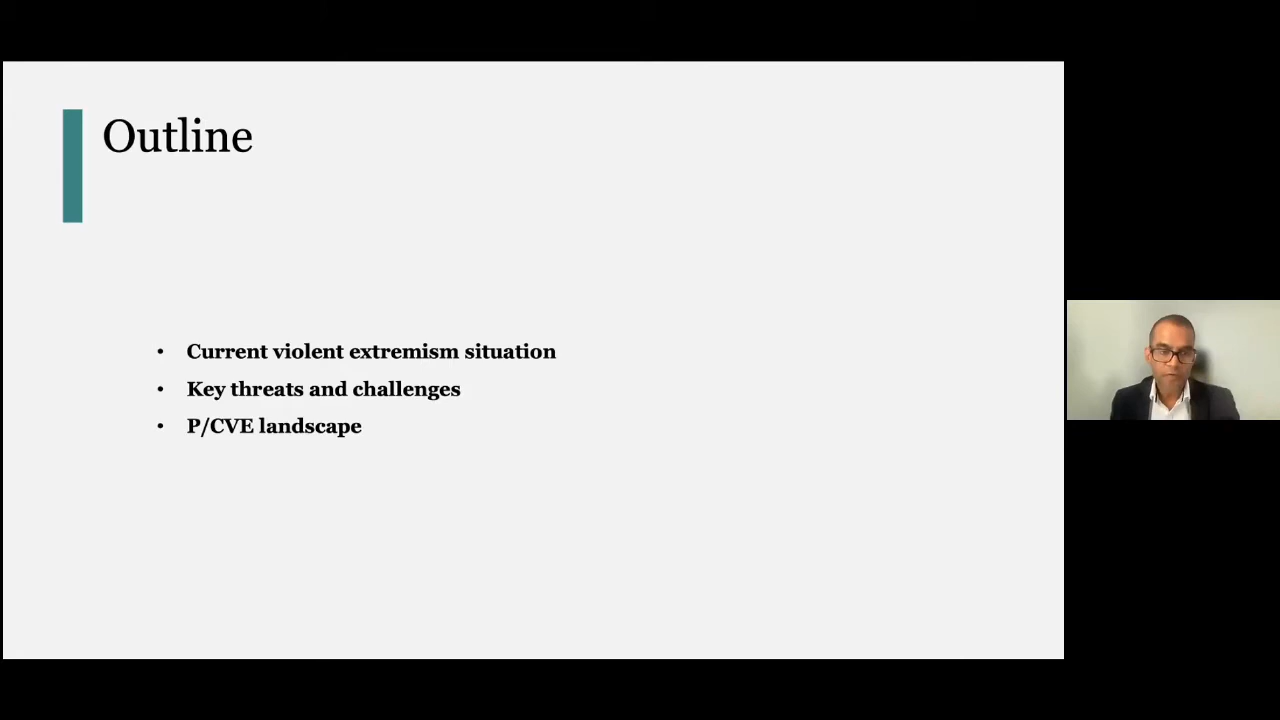 Outline
• Current violent extremism situation
• Key threats and challenges
• P/CVE landscape